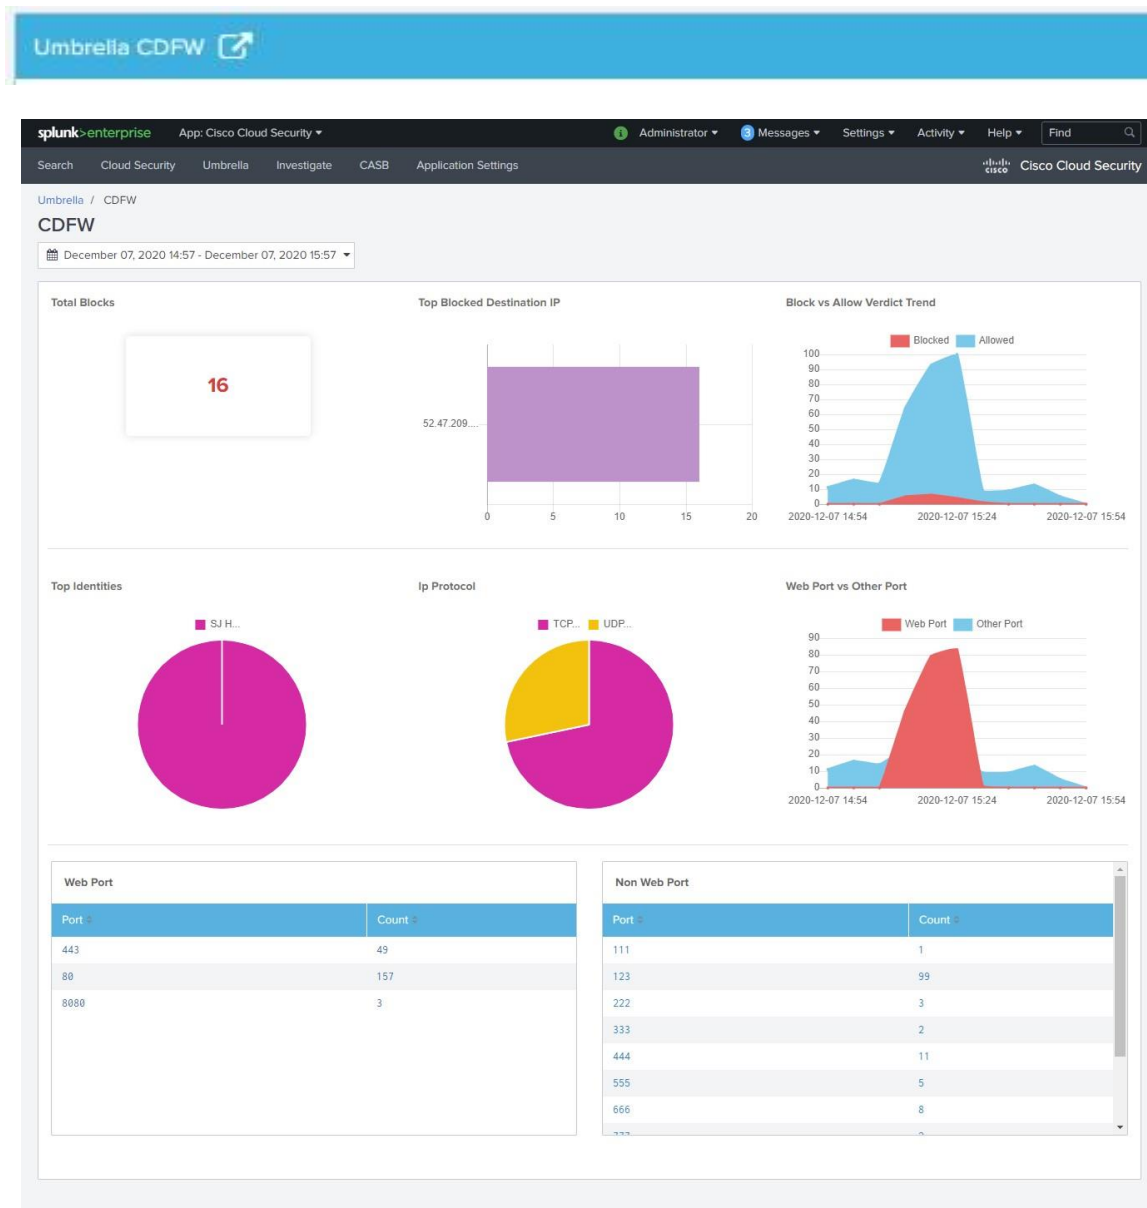 Umbrella CDFW
splunk>enterprise App: Cisco Cloud Security Administrator 3 Messages Settings Activity Help Find
Search Cloud Security Umbrella Investigate CASB Application Settings cisco Cisco Cloud Security
Umbrella / CDFW
CDFW
December 07, 2020 14:57 - December 07, 2020 15:57
Total Blocks Top Blocked Destination IP Block vs Allow Verdict Trend
Blocked Allowed
16
52.47.209....
0 5 10 15 20
100
90
80
70
60
50
40
30
20
10
0
2020-12-07 14:54 2020-12-07 15:24 2020-12-07 15:54
Top Identities Ip Protocol Web Port vs Other Port
SJ H... TCP... UDP... Web Port Other Port
90
80
70
60
50
40
30
20
10
0
2020-12-07 14:54 2020-12-07 15:24 2020-12-07 15:54
Web Port
Port Count
443 49
80 157
8080 3
Non Web Port
Port Count
111 1
123 99
222 3
333 2
444 11
555 5
666 8